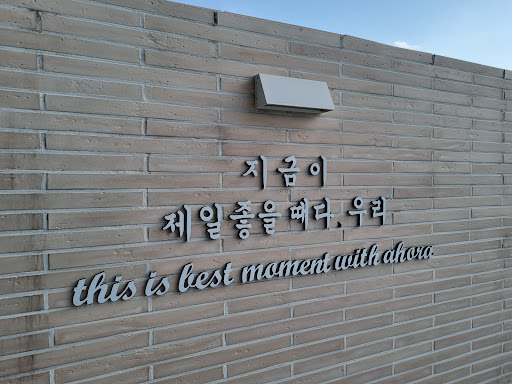 지금이
제일좋을때다. 우리
this is best moment with ahora